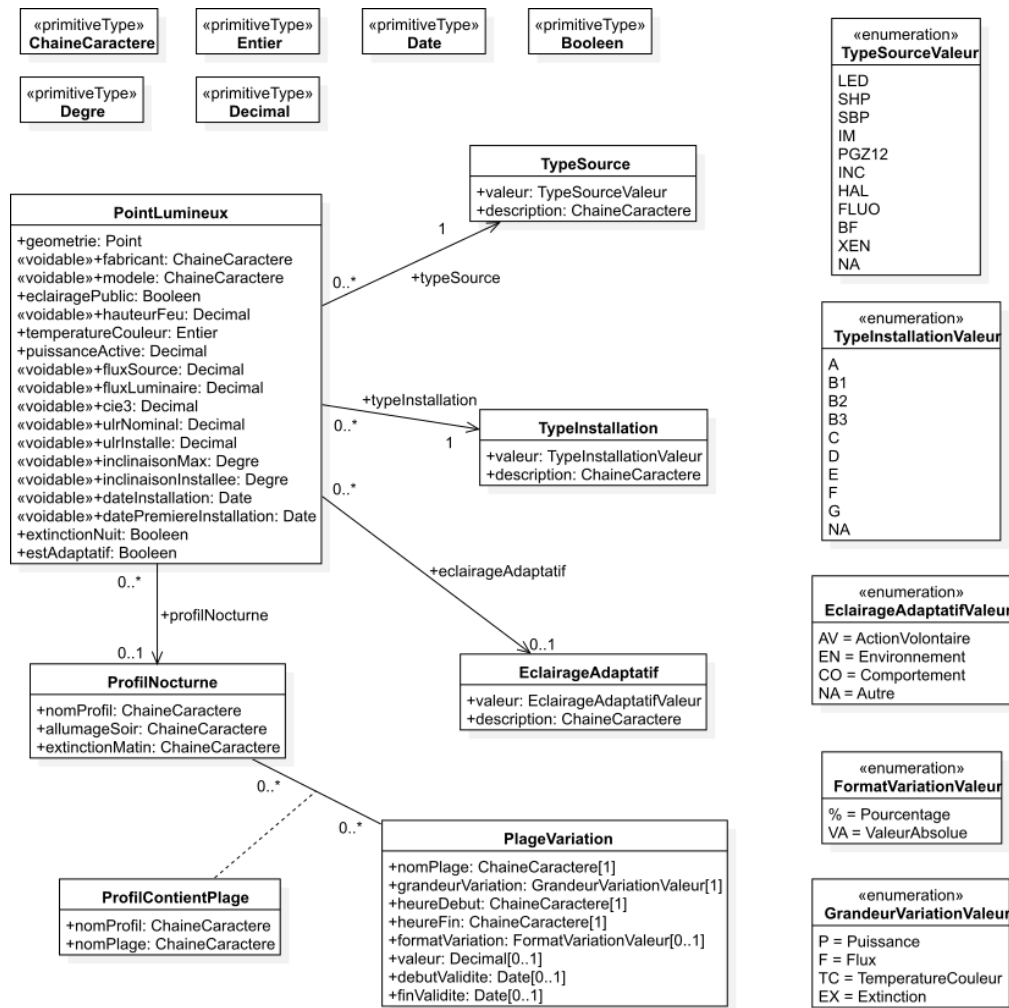 «primitiveType»
ChaineCaractere
«primitiveType»
Entier
«primitiveType»
Date
«primitiveType»
Booleen
«primitiveType»
Degre
«primitiveType»
Decimal
TypeSource
+valeur: TypeSourceValeur
+description: ChaineCaractere
1
0..*
+typeSource
PointLumineux
+geometrie: Point
«voidable»+fabricant: ChaineCaractere
«voidable»+modele: ChaineCaractere
+eclairagePublic: Booleen
«voidable»+hauteurFeu: Decimal
+temperatureCouleur: Entier
+puissanceActive: Decimal
«voidable»+fluxSource: Decimal
«voidable»+fluxLuminaire: Decimal
«voidable»+cie3: Decimal
«voidable»+ulrNominal: Decimal
«voidable»+ulrInstalle: Decimal
«voidable»+inclinaisonMax: Degre
«voidable»+inclinaisonInstallee: Degre
«voidable»+dateInstallation: Date
«voidable»+datePremiereInstallation: Date
+extinctionNuit: Booleen
+estAdaptatif: Booleen
+typeInstallation
0..*
1
TypeInstallation
+valeur: TypeInstallationValeur
+description: ChaineCaractere
0..*
+eclairageAdaptatif
0..1
0..*
+profilNocturne
0..1
EclairageAdaptatif
+valeur: EclairageAdaptatifValeur
+description: ChaineCaractere
ProfilNocturne
+nomProfil: ChaineCaractere
+allumageSoir: ChaineCaractere
+extinctionMatin: ChaineCaractere
0..*
0..*
PlageVariation
+nomPlage: ChaineCaractere[1]
+grandeurVariation: GrandeurVariationValeur[1]
+heureDebut: ChaineCaractere[1]
+heureFin: ChaineCaractere[1]
+formatVariation: FormatVariationValeur[0..1]
+valeur: Decimal[0..1]
+debutValidite: Date[0..1]
+finValidite: Date[0..1]
ProfilContientPlage
+nomProfil: ChaineCaractere
+nomPlage: ChaineCaractere
«enumeration»
TypeSourceValeur
LED
SHP
SBP
IM
PGZ12
INC
HAL
FLUO
BF
XEN
NA
«enumeration»
TypeInstallationValeur
A
B1
B2
B3
C
D
E
F
G
NA
«enumeration»
EclairageAdaptatifValeur
AV = ActionVolontaire
EN = Environnement
CO = Comportement
NA = Autre
«enumeration»
FormatVariationValeur
% = Pourcentage
VA = ValeurAbsolue
«enumeration»
GrandeurVariationValeur
P = Puissance
F = Flux
TC = TemperatureCouleur
EX = Extinction